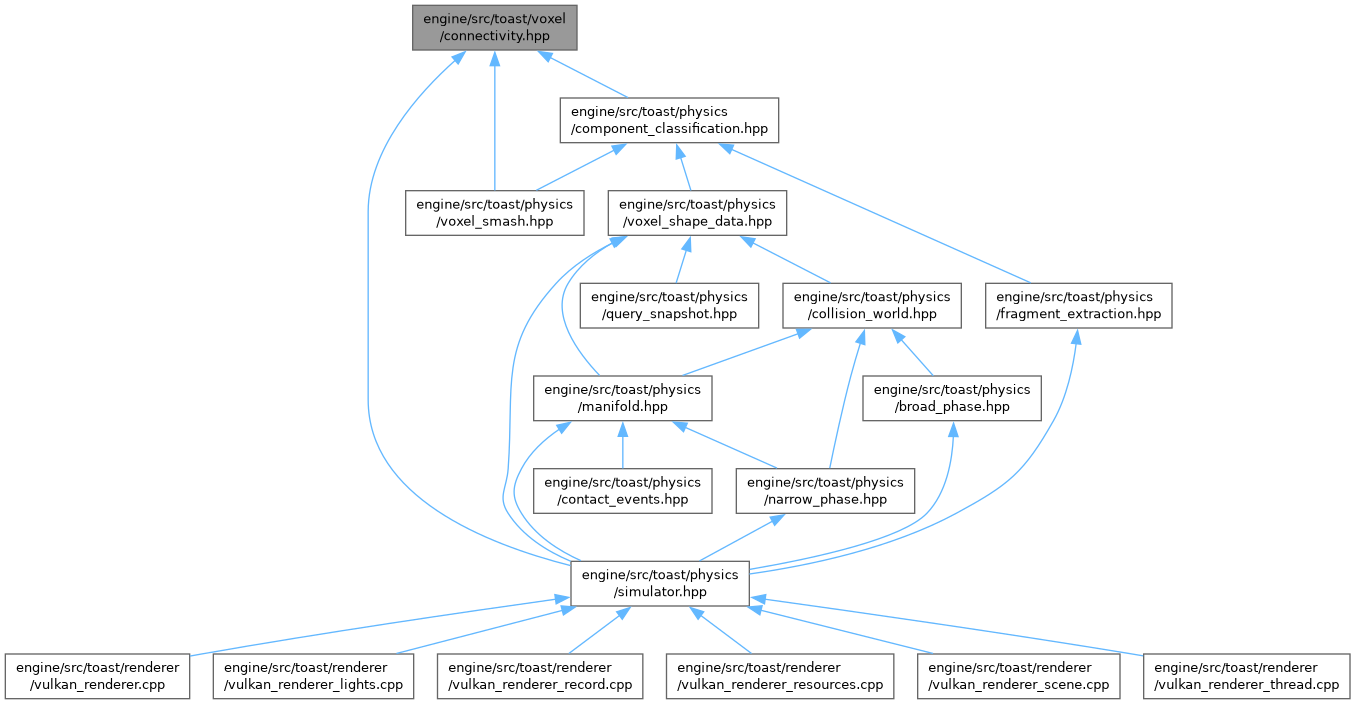 engine/src/toast/voxel
/connectivity.hpp
engine/src/toast/physics
/component_classification.hpp
engine/src/toast/physics
/voxel_smash.hpp
engine/src/toast/physics
/voxel_shape_data.hpp
engine/src/toast/physics
/query_snapshot.hpp
engine/src/toast/physics
/collision_world.hpp
engine/src/toast/physics
/fragment_extraction.hpp
engine/src/toast/physics
/manifold.hpp
engine/src/toast/physics
/broad_phase.hpp
engine/src/toast/physics
/contact_events.hpp
engine/src/toast/physics
/narrow_phase.hpp
engine/src/toast/physics
/simulator.hpp
engine/src/toast/renderer
/vulkan_renderer.cpp
engine/src/toast/renderer
/vulkan_renderer_lights.cpp
engine/src/toast/renderer
/vulkan_renderer_record.cpp
engine/src/toast/renderer
/vulkan_renderer_resources.cpp
engine/src/toast/renderer
/vulkan_renderer_scene.cpp
engine/src/toast/renderer
/vulkan_renderer_thread.cpp